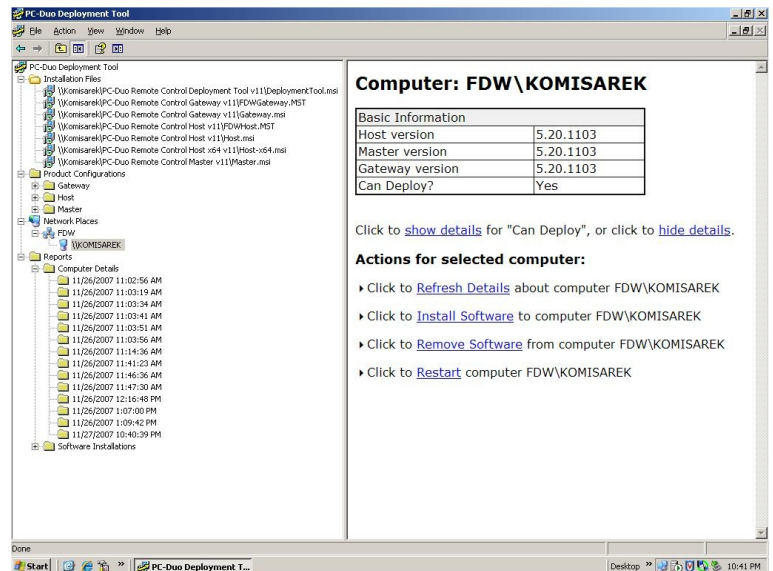 PC-Duo Deployment Tool
File Action View Window Help
PC-Duo Deployment Tool
Installation Files
\\Komisarek\PC-Duo Remote Control Deployment Tool v11\DeploymentTool.msi
\\Komisarek\PC-Duo Remote Control Gateway v11\FDWGateway.MST
\\Komisarek\PC-Duo Remote Control Gateway v11\Gateway.msi
\\Komisarek\PC-Duo Remote Control Host v11\FDWHost.MST
\\Komisarek\PC-Duo Remote Control Host v11\Host.msi
\\Komisarek\PC-Duo Remote Control Host x64 v11\Host-x64.msi
\\Komisarek\PC-Duo Remote Control Master v11\Master.msi
Product Configurations
Gateway
Host
Master
Network Places
FDW
\\KOMISAREK
Reports
Computer Details
11/26/2007 11:02:56 AM
11/26/2007 11:03:19 AM
11/26/2007 11:03:34 AM
11/26/2007 11:03:41 AM
11/26/2007 11:03:51 AM
11/26/2007 11:03:56 AM
11/26/2007 11:14:36 AM
11/26/2007 11:41:23 AM
11/26/2007 11:46:36 AM
11/26/2007 11:47:30 AM
11/26/2007 12:16:48 PM
11/26/2007 1:07:00 PM
11/26/2007 1:09:42 PM
11/27/2007 10:40:39 PM
Software Installations
Computer: FDW\KOMISAREK
Basic Information
Host version 5.20.1103
Master version 5.20.1103
Gateway version 5.20.1103
Can Deploy? Yes
Click to show details for "Can Deploy", or click to hide details.
Actions for selected computer:
Click to Refresh Details about computer FDW\KOMISAREK
Click to Install Software to computer FDW\KOMISAREK
Click to Remove Software from computer FDW\KOMISAREK
Click to Restart computer FDW\KOMISAREK
Done
Start » PC-Duo Deployment T... Desktop » 10:41 PM